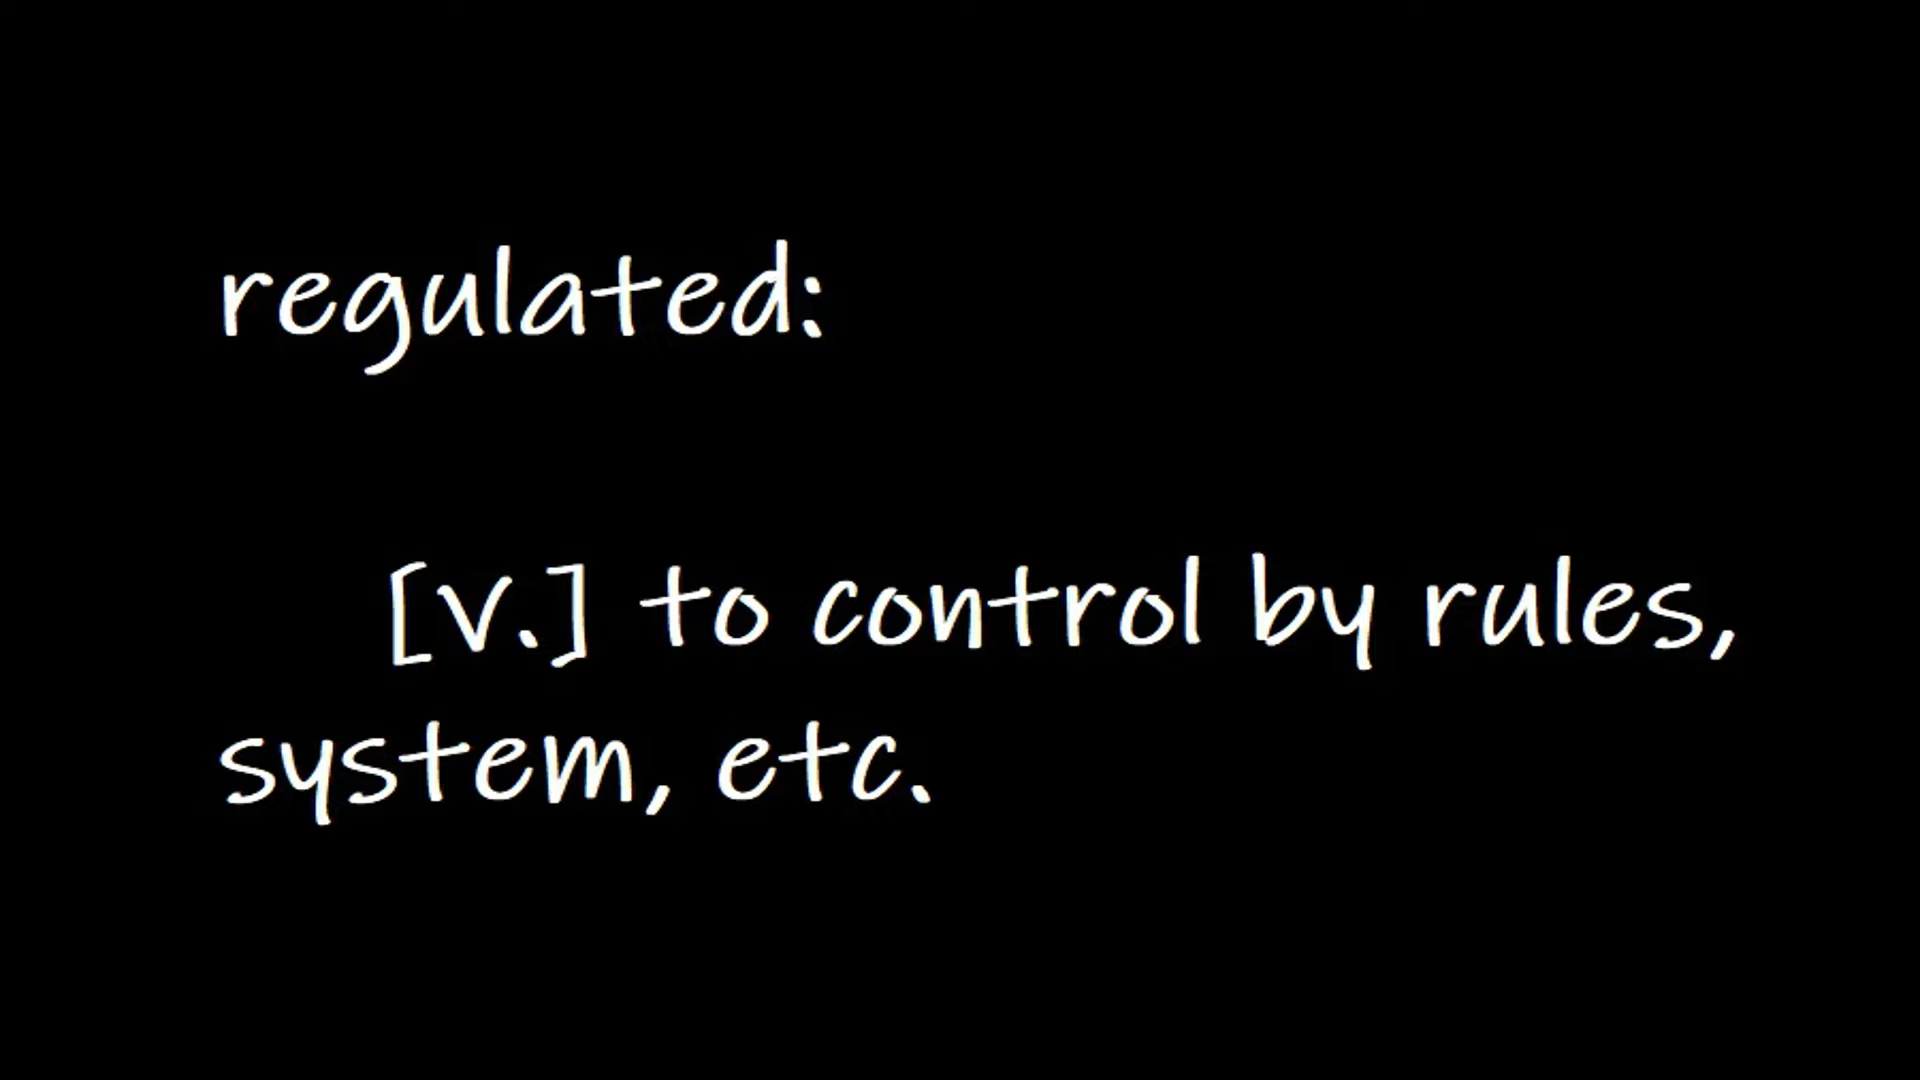 regulated:
[v.] to control by rules,
system, etc.